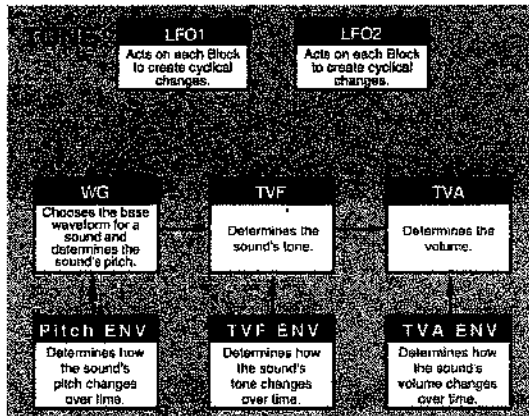 LFO1
Acts on each Block
to create cyclical
changes.
LFO2
Acts on each Block
to create cyclical
changes.
WG
Chooses the base
waveform for a
sound and
determines the
sound's pitch.
TVF
Determines the
sound's tone.
TVA
Determines the
volume.
Pitch ENV
Determines how
the sound's
pitch changes
over time.
TVF ENV
Determines how
the sound's
tone changes
over time.
TVA ENV
Determines how
the sound's
volume changes
over time.